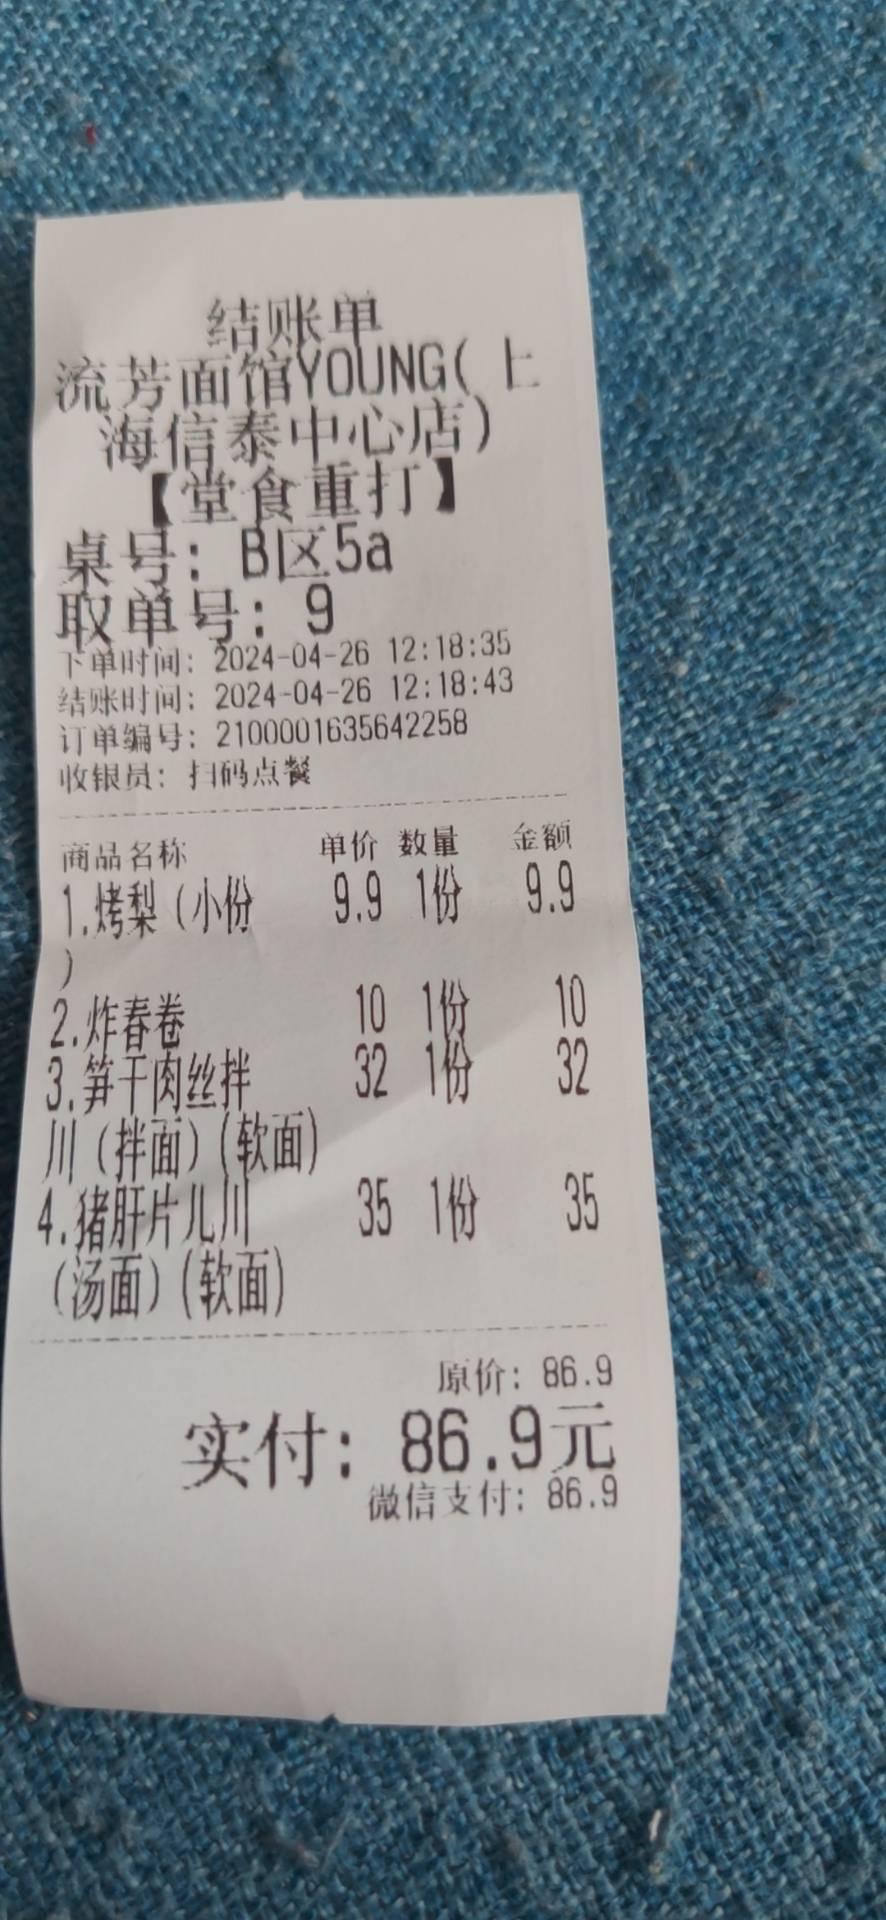 结账单
流芳面馆YOUNG(上
海信泰中心店)
【堂食重打】
桌号: B区5a
取单号: 9
下单时间: 2024-04-26 12:18:35
结账时间: 2024-04-26 12:18:43
订单编号: 2100001635642258
收银员: 扫码点餐
商品名称 单价 数量 金额
1.烤梨(小份 9.9 1份 9.9
)
2.炸春卷 10 1份 10
3.笋干肉丝拌 32 1份 32
川(拌面)(软面)
4.猪肝片儿川 35 1份 35
(汤面)(软面)
原价: 86.9
实付: 86.9元
微信支付: 86.9